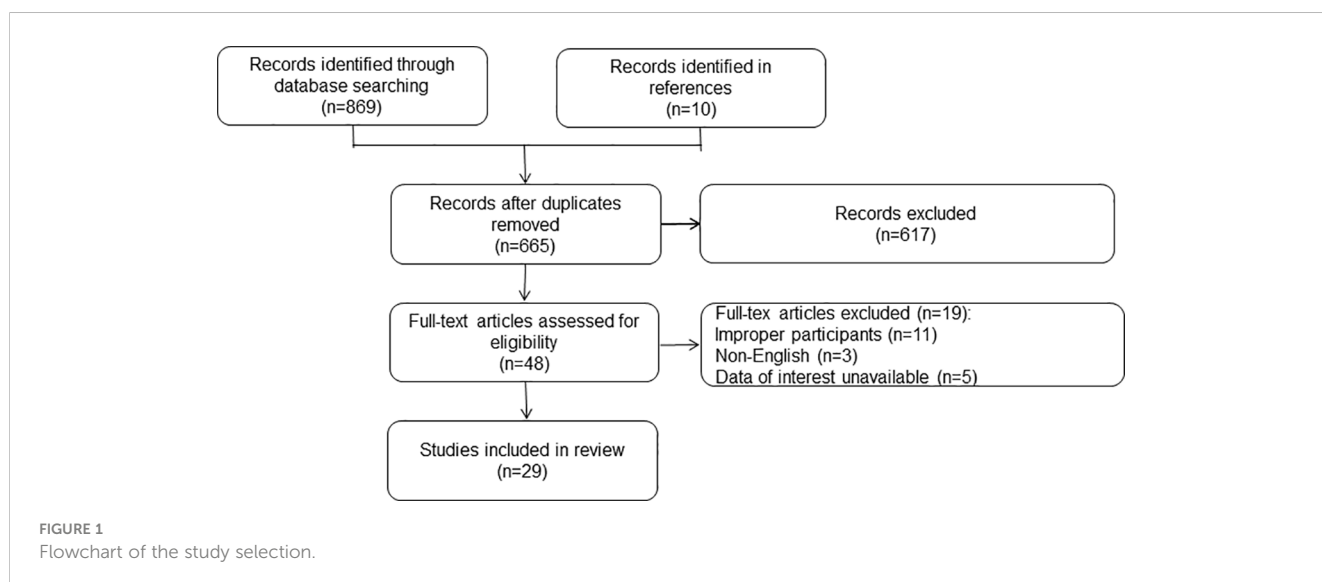 Records identified through
database searching
(n=869)
Records identified in
references
(n=10)
Records after duplicates
removed
(n=665)
Records excluded
(n=617)
Full-text articles assessed for
eligibility
(n=48)
Full-tex articles excluded (n=19):
Improper participants (n=11)
Non-English (n=3)
Data of interest unavailable (n=5)
Studies included in review
(n=29)
FIGURE 1
Flowchart of the study selection.